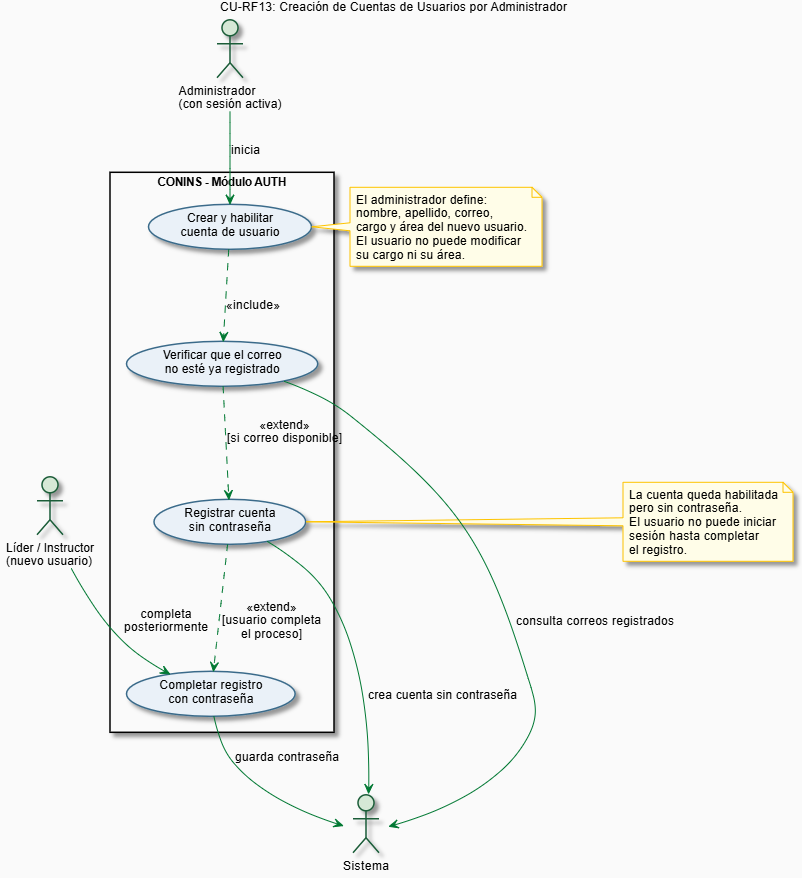 CU-RF13: Creación de Cuentas de Usuarios por Administrador
Administrador
(con sesión activa)
inicia
CONINS - Módulo AUTH
Crear y habilitar
cuenta de usuario
El administrador define:
nombre, apellido, correo,
cargo y área del nuevo usuario.
El usuario no puede modificar
su cargo ni su área.
«include»
Verificar que el correo
no esté ya registrado
«extend»
[si correo disponible]
Registrar cuenta
sin contraseña
La cuenta queda habilitada
pero sin contraseña.
El usuario no puede iniciar
sesión hasta completar
el registro.
Líder / Instructor
(nuevo usuario)
completa
posteriormente
«extend»
[usuario completa
el proceso]
consulta correos registrados
Completar registro
con contraseña
crea cuenta sin contraseña
guarda contraseña
Sistema